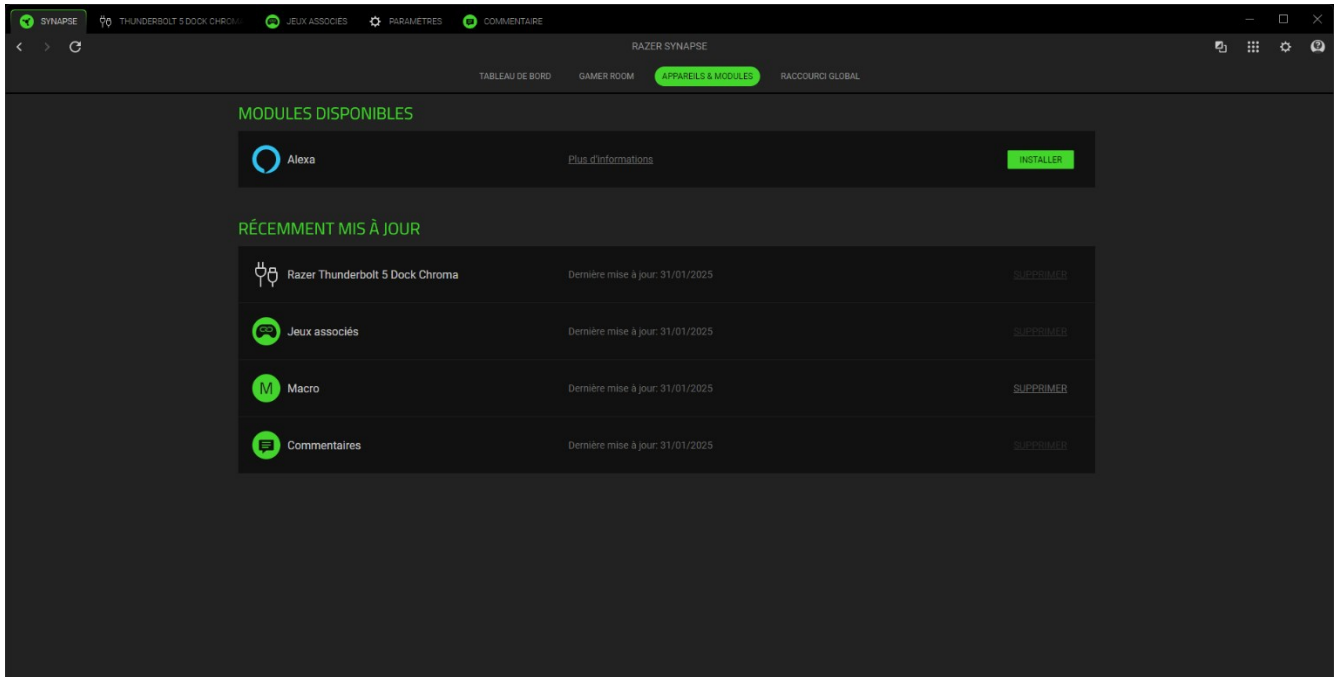 SYNAPSE THUNDERBOLT 5 DOCK CHROMA JEUX ASSOCIES PARAMETRES COMMENTAIRE
RAZER SYNAPSE
TABLEAU DE BORD GAMER ROOM APPAREILS & MODULES RACCOURCI GLOBAL
MODULES DISPONIBLES
Alexa Plus d'informations INSTALLER
RÉCEMMENT MIS À JOUR
Razer Thunderbolt 5 Dock Chroma Dernière mise à jour: 31/01/2025 SUPPRIMER
Jeux associés Dernière mise à jour: 31/01/2025 SUPPRIMER
M Macro Dernière mise à jour: 31/01/2025 SUPPRIMER
Commentaires Dernière mise à jour: 31/01/2025 SUPPRIMER